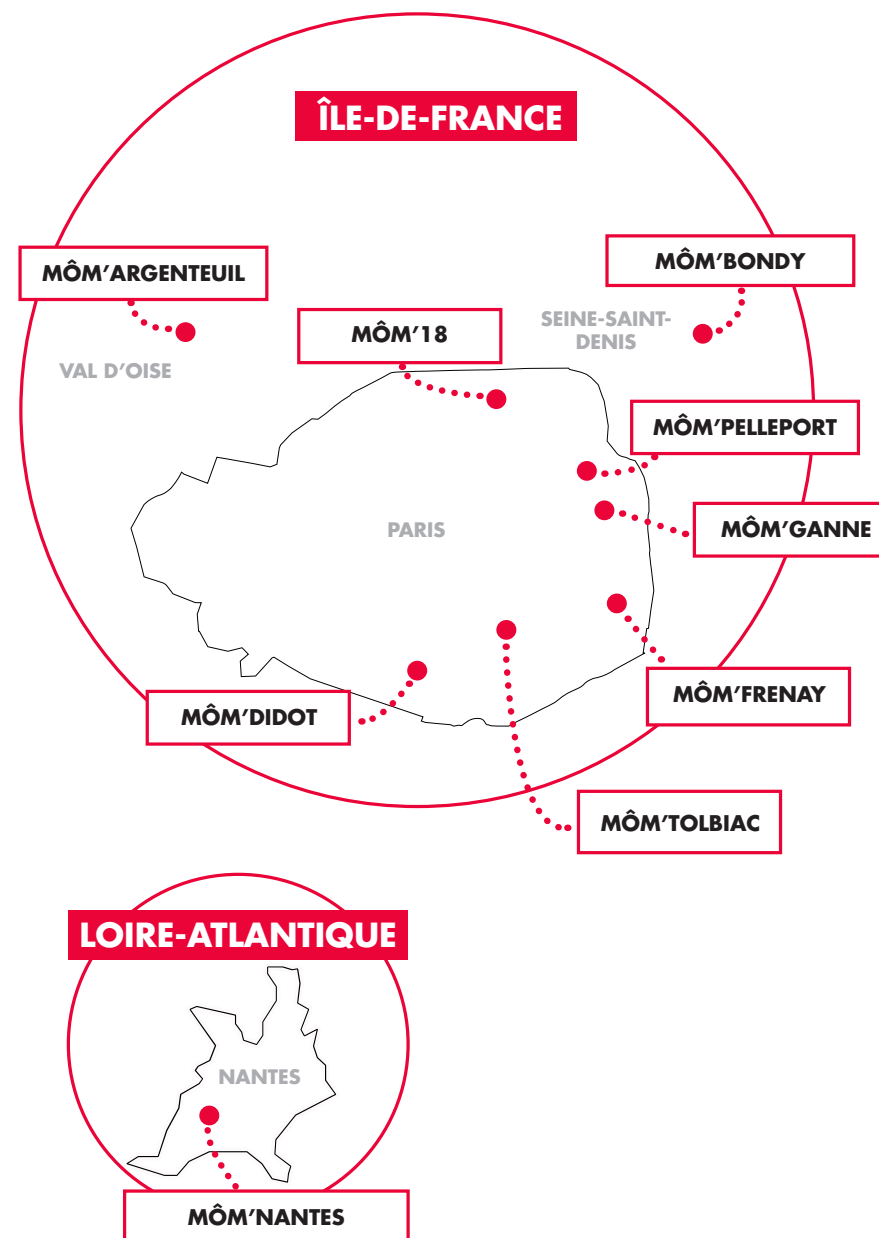 ÎLE-DE-FRANCE
MÔM'ARGENTEUIL
MÔM'BONDY
MÔM'18
SEINE-SAINT-
DENIS
VAL D'OISE
MÔM'PELLEPORT
PARIS
MÔM'GANNE
MÔM'FRENAY
MÔM'DIDOT
MÔM'TOLBIAC
LOIRE-ATLANTIQUE
NANTES
MÔM'NANTES